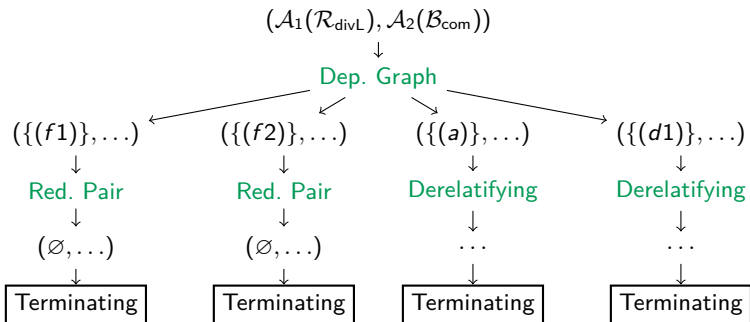 (𝒜₁(ℛ_divL), 𝒜₂(ℬ_com))
Dep. Graph
({(f1)}, ...) ({(f2)}, ...) ({(a)}, ...) ({(d1)}, ...)
Red. Pair Red. Pair Derelatifying Derelatifying
(∅, ...) (∅, ...) ... ...
Terminating Terminating Terminating Terminating